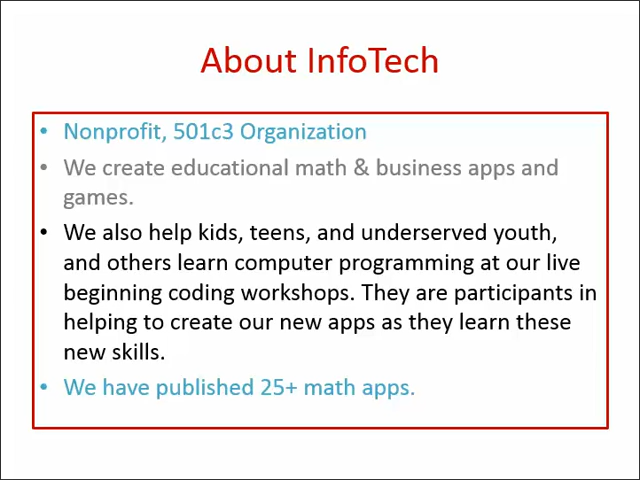 About InfoTech
• Nonprofit, 501c3 Organization
• We create educational math & business apps and
games.
• We also help kids, teens, and underserved youth,
and others learn computer programming at our live
beginning coding workshops. They are participants in
helping to create our new apps as they learn these
new skills.
• We have published 25+ math apps.